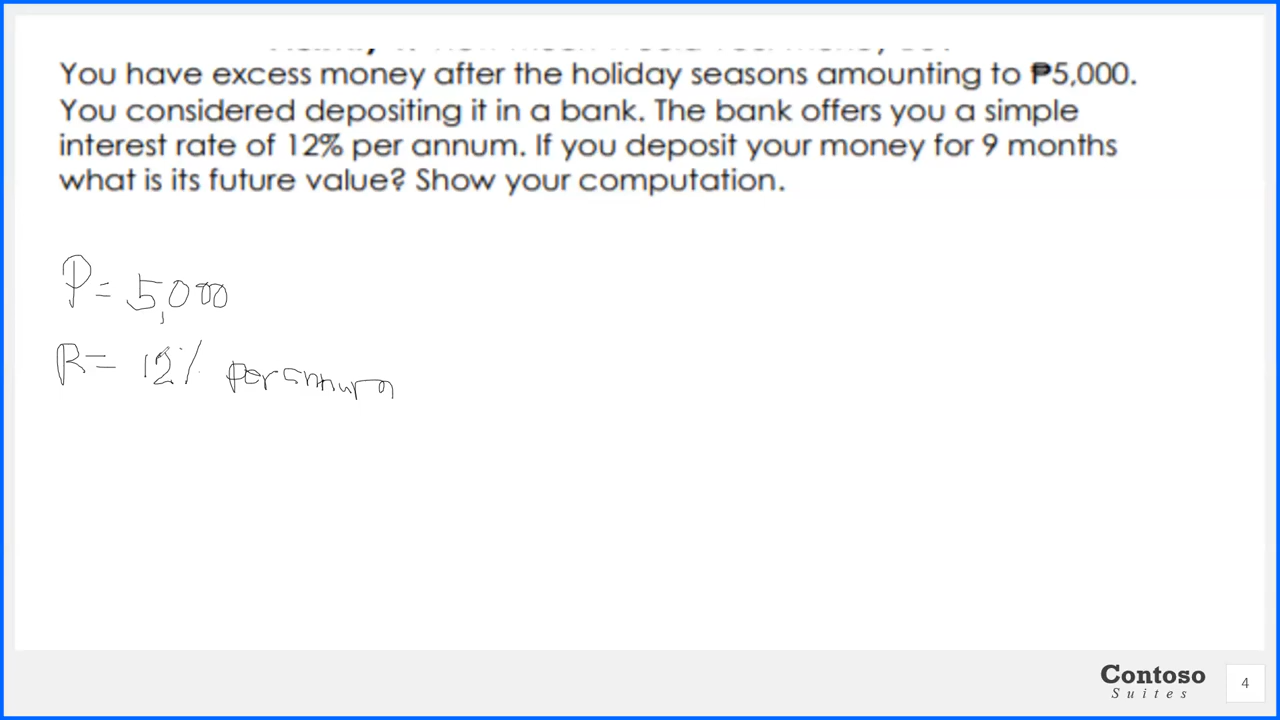 You have excess money after the holiday seasons amounting to ₱5,000.
You considered depositing it in a bank. The bank offers you a simple
interest rate of 12% per annum. If you deposit your money for 9 months
what is its future value? Show your computation.
P= 5,000
R= 12% per annum
Contoso
Suites
4